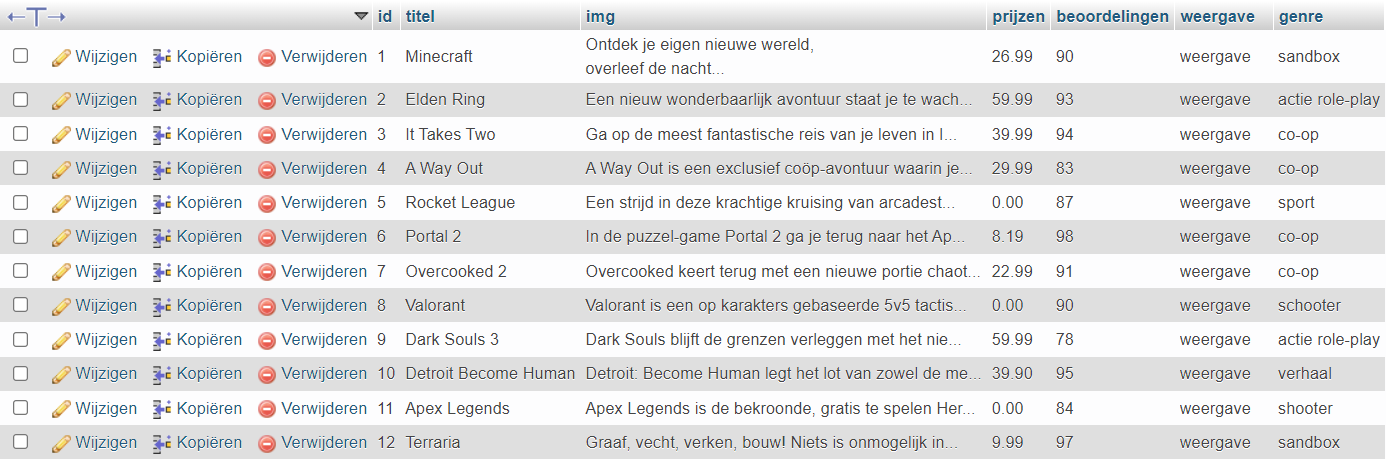 id titel img prijzen beoordelingen weergave genre
Wijzigen Kopiëren Verwijderen 1 Minecraft Ontdek je eigen nieuwe wereld,
overleef de nacht... 26.99 90 weergave sandbox
Wijzigen Kopiëren Verwijderen 2 Elden Ring Een nieuw wonderbaarlijk avontuur staat je te wach... 59.99 93 weergave actie role-play
Wijzigen Kopiëren Verwijderen 3 It Takes Two Ga op de meest fantastische reis van je leven in I... 39.99 94 weergave co-op
Wijzigen Kopiëren Verwijderen 4 A Way Out A Way Out is een exclusief coöp-avontuur waarin je... 29.99 83 weergave co-op
Wijzigen Kopiëren Verwijderen 5 Rocket League Een strijd in deze krachtige kruising van arcadest... 0.00 87 weergave sport
Wijzigen Kopiëren Verwijderen 6 Portal 2 In de puzzel-game Portal 2 ga je terug naar het Ap... 8.19 98 weergave co-op
Wijzigen Kopiëren Verwijderen 7 Overcooked 2 Overcooked keert terug met een nieuwe portie chaot... 22.99 91 weergave co-op
Wijzigen Kopiëren Verwijderen 8 Valorant Valorant is een op karakters gebaseerde 5v5 tactis... 0.00 90 weergave schooter
Wijzigen Kopiëren Verwijderen 9 Dark Souls 3 Dark Souls blijft de grenzen verleggen met het nie... 59.99 78 weergave actie role-play
Wijzigen Kopiëren Verwijderen 10 Detroit Become Human Detroit: Become Human legt het lot van zowel de me... 39.90 95 weergave verhaal
Wijzigen Kopiëren Verwijderen 11 Apex Legends Apex Legends is de bekroonde, gratis te spelen Her... 0.00 84 weergave shooter
Wijzigen Kopiëren Verwijderen 12 Terraria Graaf, vecht, verken, bouw! Niets is onmogelijk in... 9.99 97 weergave sandbox